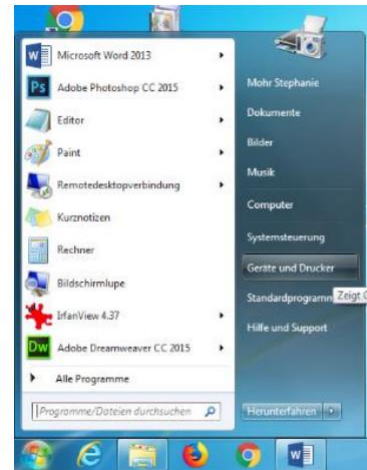 Microsoft Word 2013
Ps Adobe Photoshop CC 2015
Editor
Paint
Remotedesktopverbindung
Kurznotizen
Rechner
Bildschirmlupe
IrfanView 4.37
Dw Adobe Dreamweaver CC 2015
Alle Programme
Programme/Dateien durchsuchen
Mohr Stephanie
Dokumente
Bilder
Musik
Computer
Systemsteuerung
Geräte und Drucker
Standardprogramm
Zeigt
Hilfe und Support
Herunterfahren